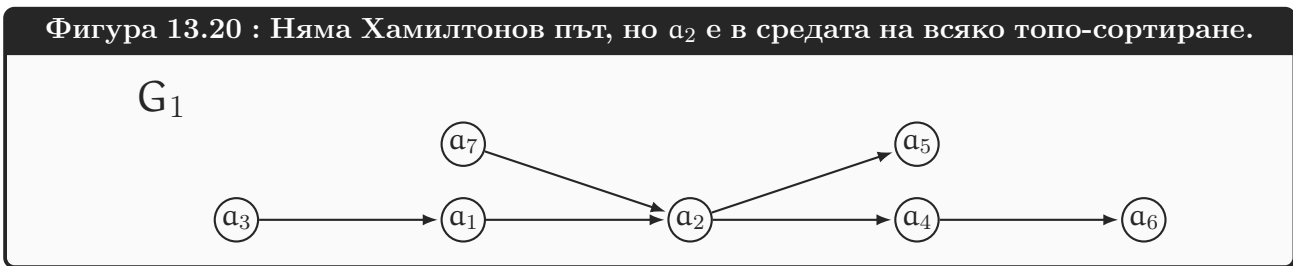 Фигура 13.20 : Няма Хамилтонов път, но a₂ е в средата на всяко топо-сортиране.
G₁
a₇ a₅
a₃ a₁ a₂ a₄ a₆